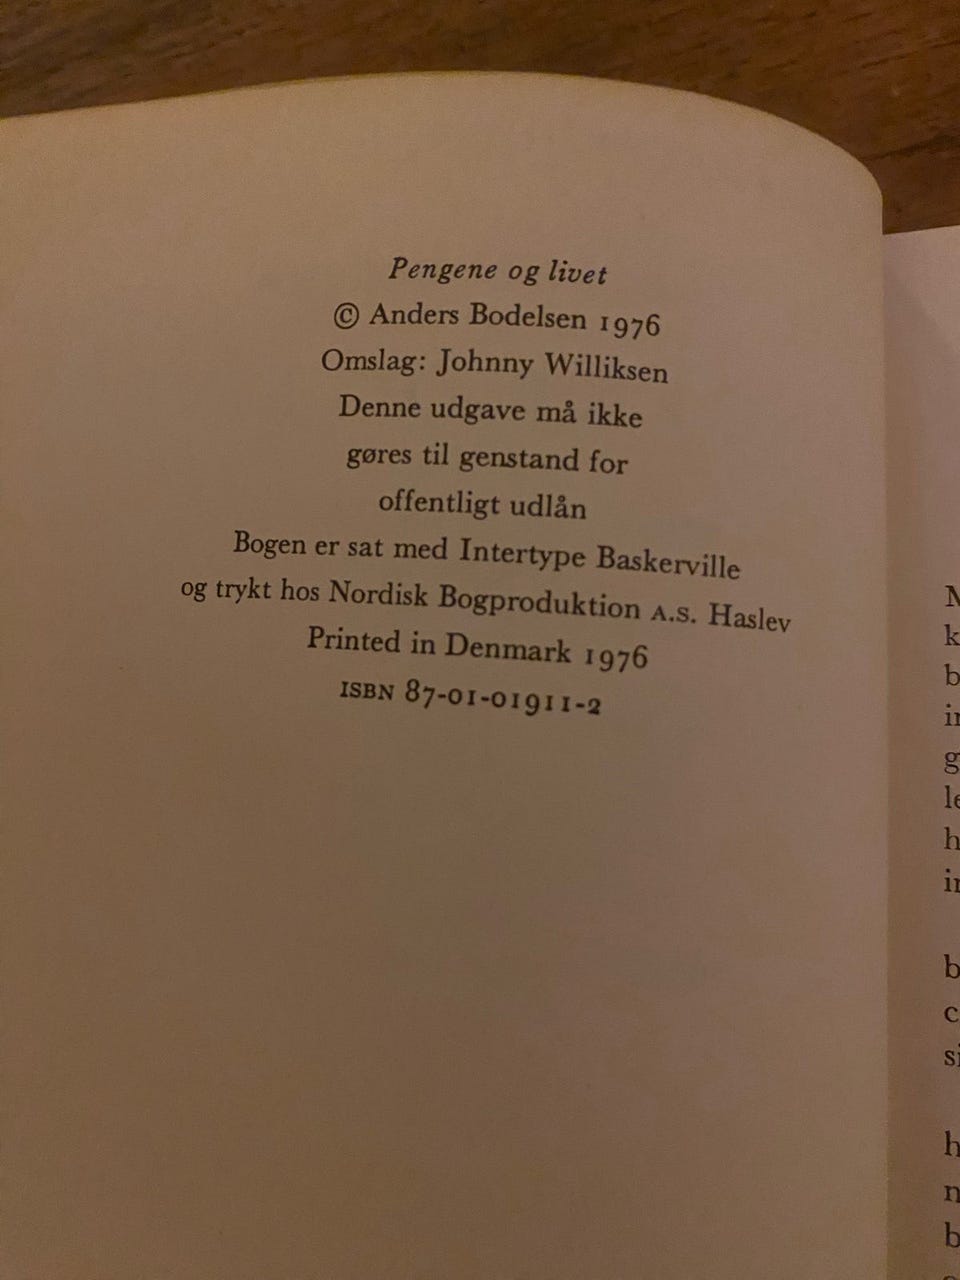 Pengene og livet
© Anders Bodelsen 1976
Omslag: Johnny Williksen
Denne udgave må ikke
gøres til genstand for
offentligt udlån
Bogen er sat med Intertype Baskerville
og trykt hos Nordisk Bogproduktion A.S. Haslev
Printed in Denmark 1976
ISBN 87-01-01911-2